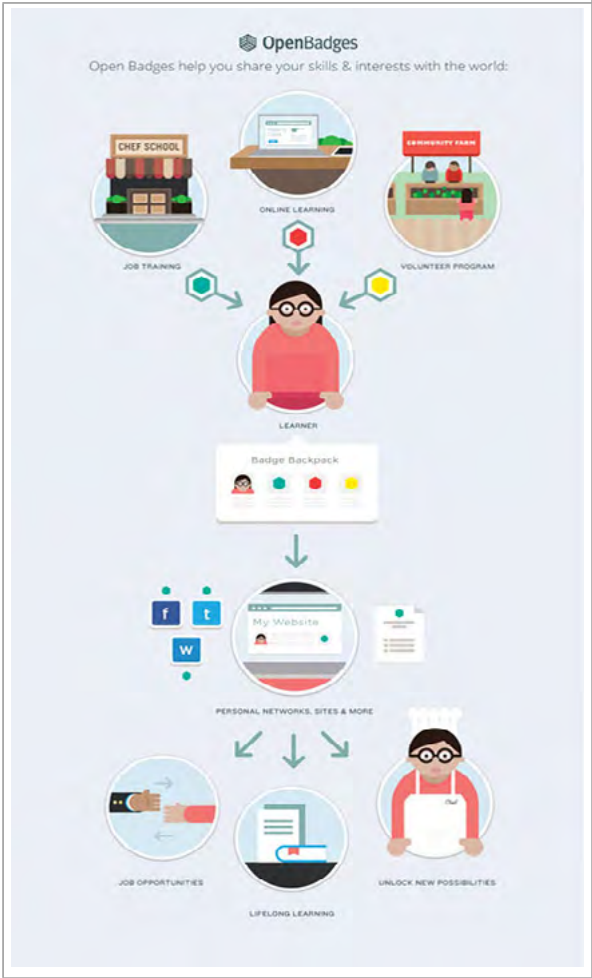 OpenBadges
Open Badges help you share your skills & interests with the world:
CHEF SCHOOL
COMMUNITY FARM
ONLINE LEARNING
JOB TRAINING
VOLUNTEER PROGRAM
LEARNER
Badge Backpack
f
t
w
My Website
PERSONAL NETWORKS, SITES & MORE
Chef
JOB OPPORTUNITIES
UNLOCK NEW POSSIBILITIES
LIFELONG LEARNING